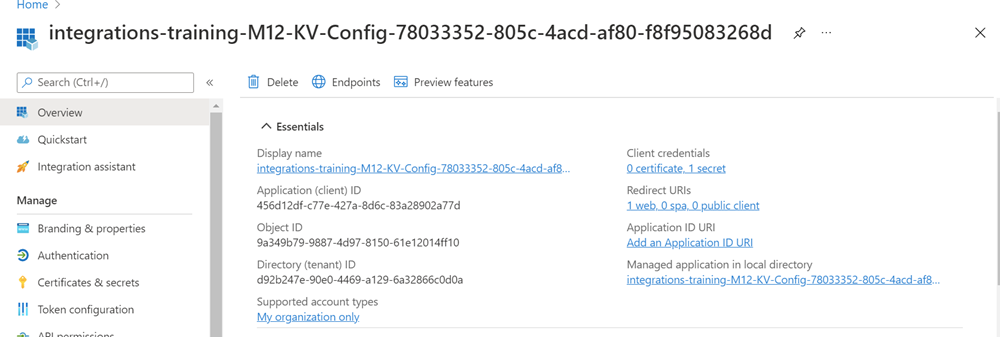 Home
integrations-training-M12-KV-Config-78033352-805c-4acd-af80-f8f95083268d
Search (Ctrl+/)
Overview
Quickstart
Integration assistant
Manage
Branding & properties
Authentication
Certificates & secrets
Token configuration
API permissions
Delete
Endpoints
Preview features
Essentials
Display name
integrations-training-M12-KV-Config-78033352-805c-4acd-af8...
Application (client) ID
456d12df-c77e-427a-8d6c-83a28902a77d
Object ID
9a349b79-9887-4d97-8150-61e12014ff10
Directory (tenant) ID
d92b247e-90e0-4469-a129-6a32866c0d0a
Supported account types
My organization only
Client credentials
0 certificate, 1 secret
Redirect URIs
1 web, 0 spa, 0 public client
Application ID URI
Add an Application ID URI
Managed application in local directory
integrations-training-M12-KV-Config-78033352-805c-4acd-af80...